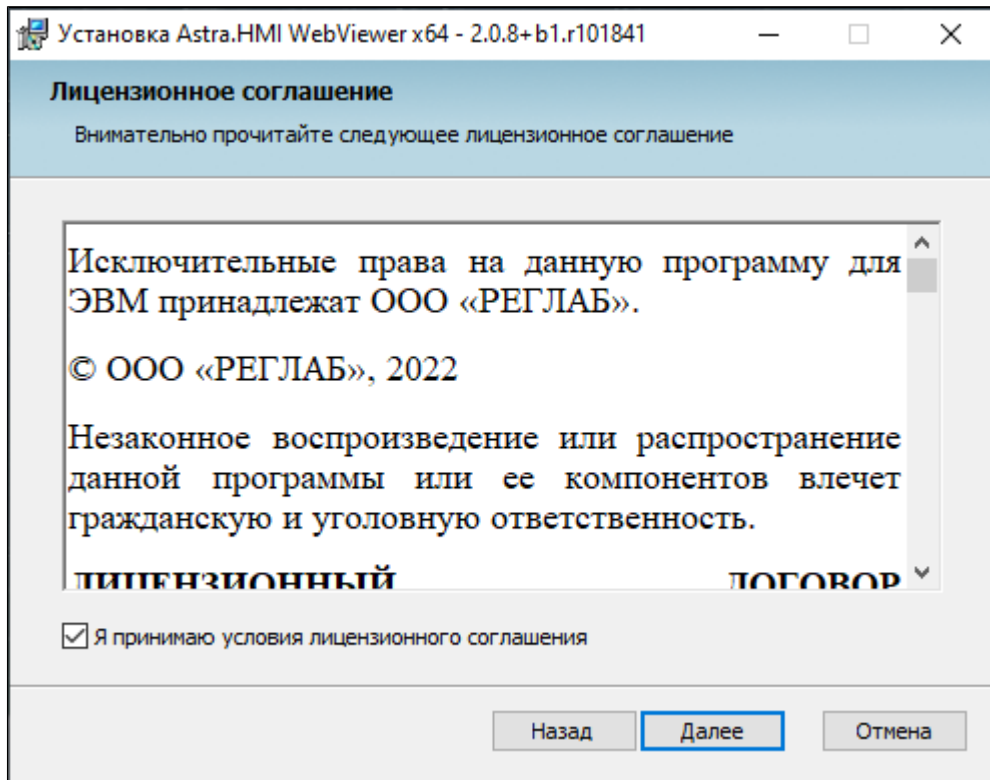 Установка Astra.HMI WebViewer x64 - 2.0.8+b1.r101841
Лицензионное соглашение
Внимательно прочитайте следующее лицензионное соглашение
Исключительные права на данную программу для
ЭВМ принадлежат ООО «РЕГЛАБ».
© ООО «РЕГЛАБ», 2022
Незаконное воспроизведение или распространение
данной программы или ее компонентов влечет
гражданскую и уголовную ответственность.
ЛИЦЕНЗИОННЫЙ ДОГОВОР
Я принимаю условия лицензионного соглашения
Назад Далее Отмена